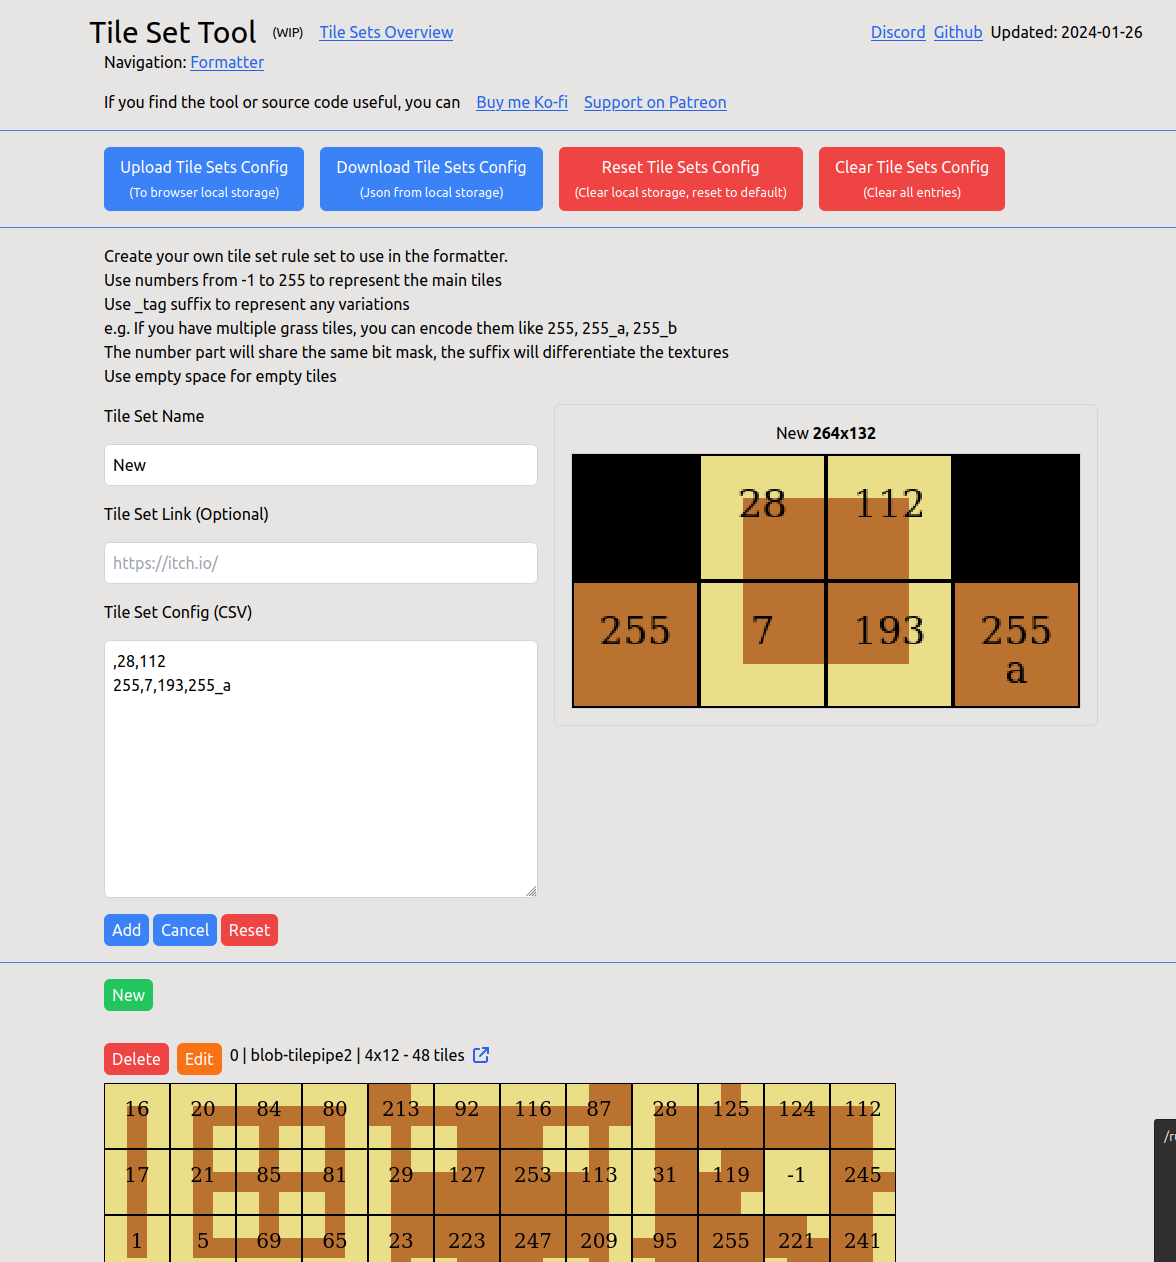 Tile Set Tool (WIP) Tile Sets Overview Discord Github Updated: 2024-01-26
Navigation: Formatter
If you find the tool or source code useful, you can Buy me Ko-fi Support on Patreon
Upload Tile Sets Config Download Tile Sets Config Reset Tile Sets Config Clear Tile Sets Config
(To browser local storage) (Json from local storage) (Clear local storage, reset to default) (Clear all entries)
Create your own tile set rule set to use in the formatter.
Use numbers from -1 to 255 to represent the main tiles
Use _tag suffix to represent any variations
e.g. If you have multiple grass tiles, you can encode them like 255, 255_a, 255_b
The number part will share the same bit mask, the suffix will differentiate the textures
Use empty space for empty tiles
Tile Set Name
New
Tile Set Link (Optional)
https://itch.io/
Tile Set Config (CSV)
,28,112
255,7,193,255_a
New 264x132
28 112
255 7 193 255
a
Add Cancel Reset
New
Delete Edit 0 | blob-tilepipe2 | 4x12 - 48 tiles
16 20 84 80 213 92 116 87 28 125 124 112
17 21 85 81 29 127 253 113 31 119 -1 245
1 5 69 65 23 223 247 209 95 255 221 241